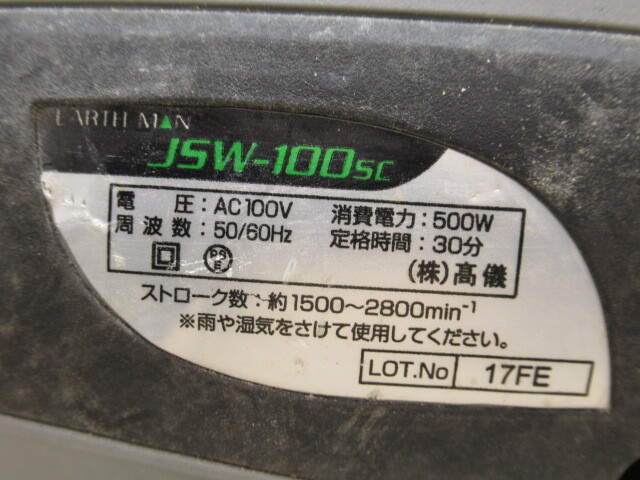 EARTH MAN
JSW-100SC
電圧:AC100V 消費電力:500W
周波数:50/60Hz 定格時間:30分
PSE (株)髙儀
ストローク数:約1500~2800min-1
※雨や湿気をさけて使用してください。
LOT.No 17FE